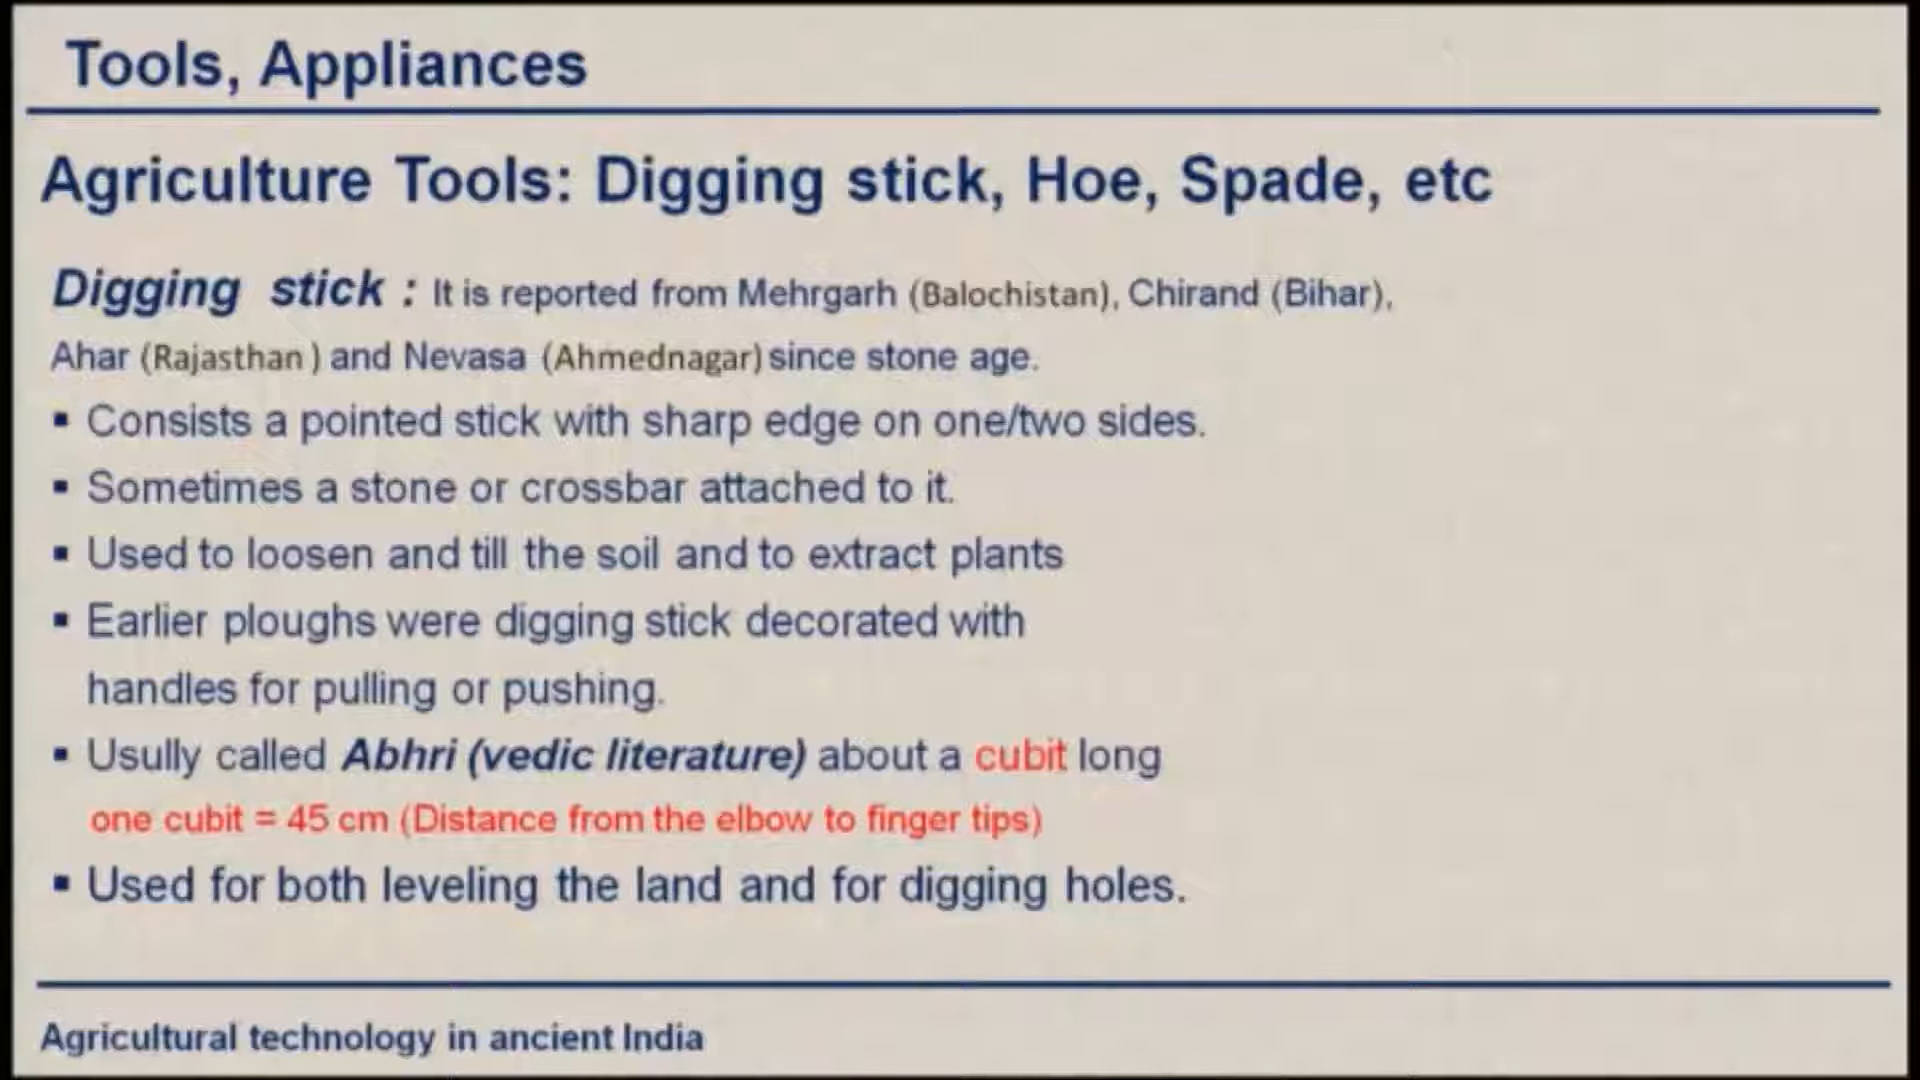 Tools, Appliances
Agriculture Tools: Digging stick, Hoe, Spade, etc
Digging stick : It is reported from Mehrgarh (Balochistan), Chirand (Bihar),
Ahar (Rajasthan ) and Nevasa (Ahmednagar) since stone age.
▪ Consists a pointed stick with sharp edge on one/two sides.
▪ Sometimes a stone or crossbar attached to it.
▪ Used to loosen and till the soil and to extract plants
▪ Earlier ploughs were digging stick decorated with
handles for pulling or pushing.
▪ Usully called Abhri (vedic literature) about a cubit long
one cubit = 45 cm (Distance from the elbow to finger tips)
▪ Used for both leveling the land and for digging holes.
Agricultural technology in ancient India